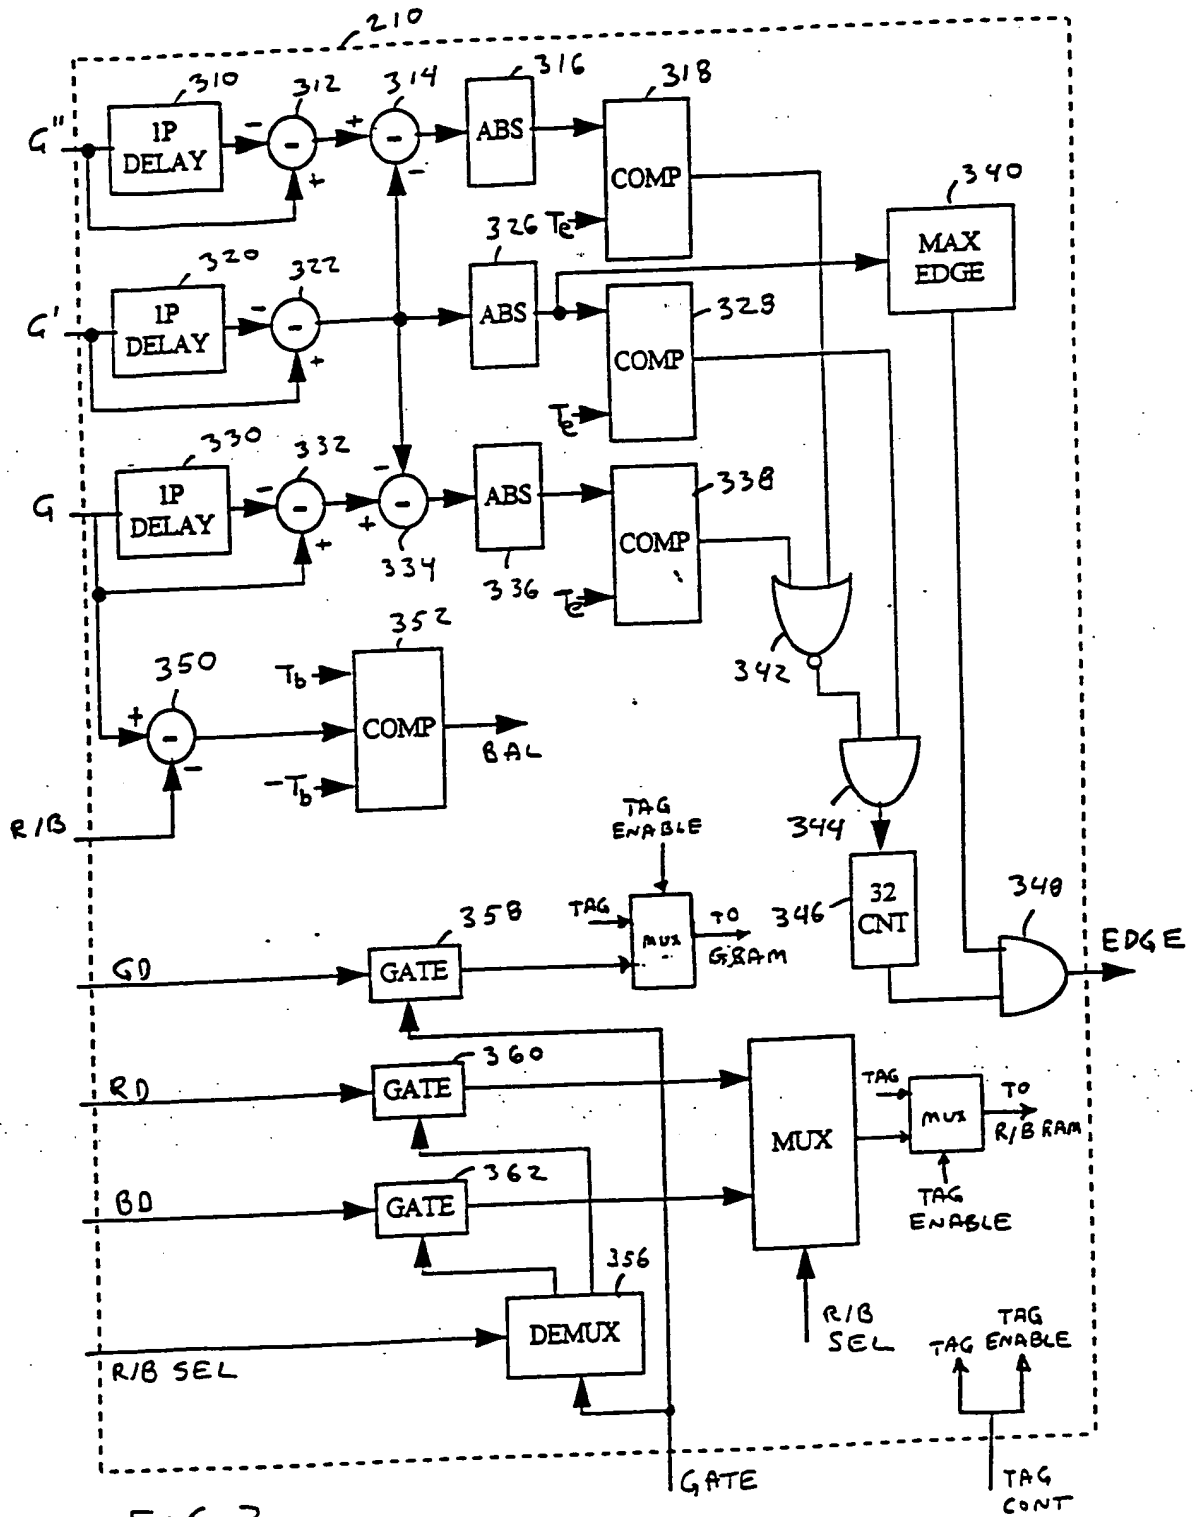 210
310
312
314
316
318
G"
1P
DELAY
-
-
+
+
-
-
ABS
COMP
Te
340
MAX
EDGE
320
322
326
328
G'
1P
DELAY
-
-
+
ABS
COMP
Te
330
332
338
G
1P
DELAY
-
-
+
-
+
-
334
ABS
336
COMP
Te
342
350
352
+
-
-
R/B
Tb
COMP
-Tb
BAL
344
346
32
CNT
348
EDGE
TAG
ENABLE
TAG
MUX
TO
GRAM
GD
358
GATE
RD
360
GATE
BD
362
GATE
MUX
TAG
MUX
TO
R/B RAM
TAG
ENABLE
R/B
SEL
R/B SEL
356
DEMUX
TAG
TAG
ENABLE
GATE
TAG
CONT